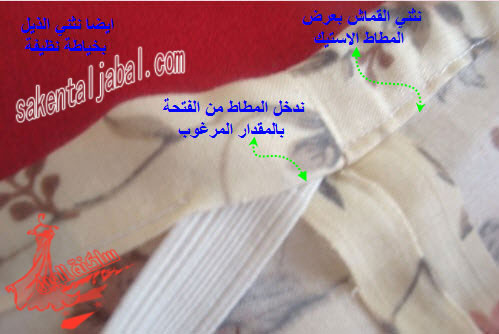 نثني القماش بعرض
المطاط الاستيك
ايضا نثني الذيل
بخياطة نظيفة
sakentaljabal.com
ندخل المطاط من الفتحة
بالمقدار المرغوب